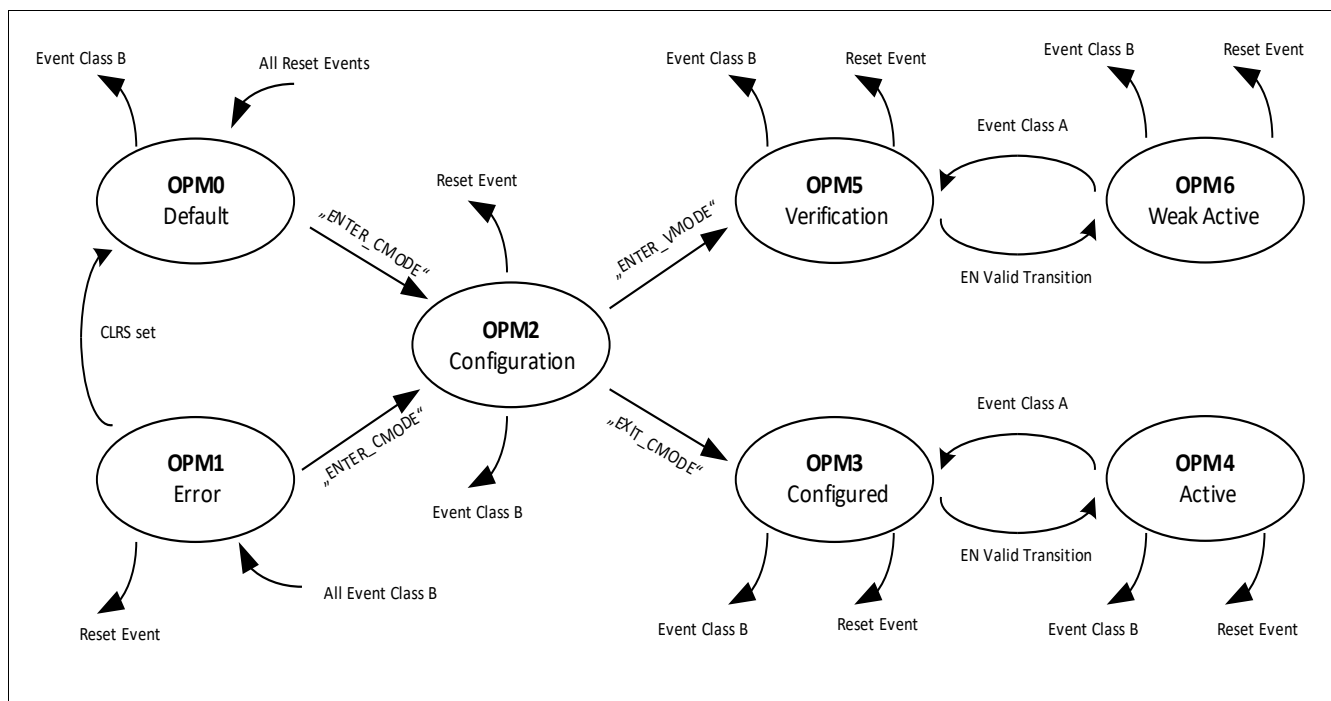 Event Class B
All Reset Events
OPM0
Default
„ENTER_CMODE“
CLRS set
OPM1
Error
„ENTER_CMODE“
All Event Class B
Reset Event
Reset Event
OPM2
Configuration
Event Class B
„ENTER_VMODE“
„EXIT_CMODE“
Event Class B
Reset Event
OPM5
Verification
Event Class A
EN Valid Transition
Event Class B
Reset Event
OPM6
Weak Active
OPM3
Configured
Event Class B
Reset Event
Event Class A
EN Valid Transition
OPM4
Active
Event Class B
Reset Event